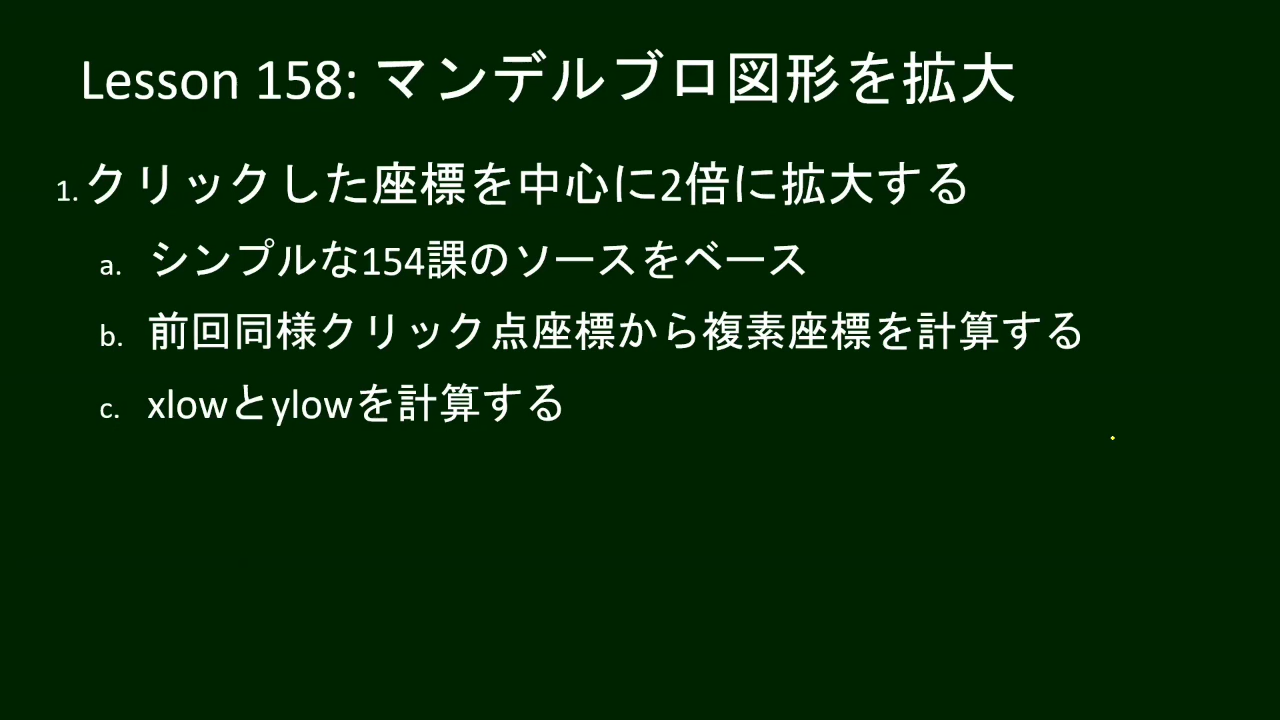 Lesson 158: マンデルブロ図形を拡大
1. クリックした座標を中心に2倍に拡大する
a. シンプルな154課のソースをベース
b. 前回同様クリック点座標から複素座標を計算する
c. xlowとylowを計算する